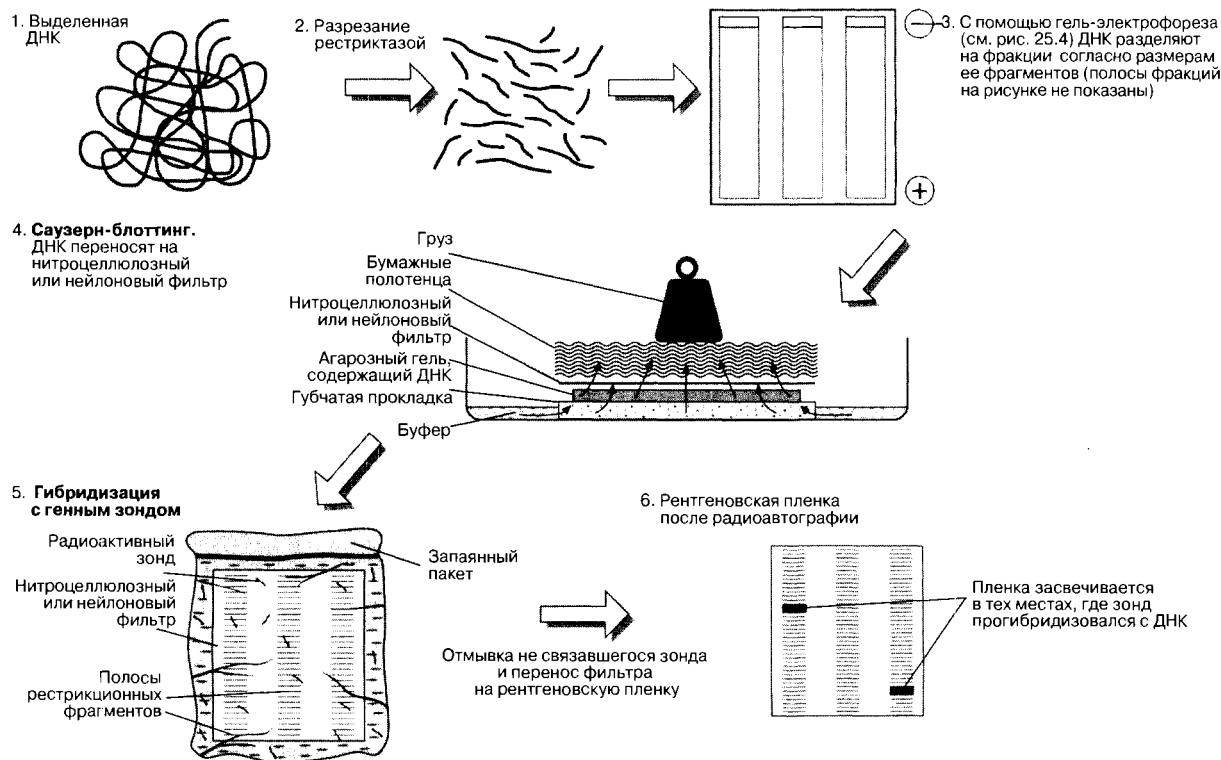 1. Выделенная
ДНК
2. Разрезание
рестриктазой
3. С помощью гель-электрофореза
(см. рис. 25.4) ДНК разделяют
на фракции согласно размерам
ее фрагментов (полосы фракций
на рисунке не показаны)
4. Саузерн-блоттинг.
ДНК переносят на
нитроцеллюлозный
или нейлоновый фильтр
Груз
Бумажные
полотенца
Нитроцеллюлозный
или нейлоновый
фильтр
Агарозный гель,
содержащий ДНК
Губчатая прокладка
Буфер
5. Гибридизация
с генным зондом
Радиоактивный
зонд
Нитроцеллюлозный
или нейлоновый
фильтр
Полосы
рестрикционных
фрагментов
Запаянный
пакет
Отмывка не связавшегося зонда
и перенос фильтра
на рентгеновскую пленку
6. Рентгеновская пленка
после радиоавтографии
Пленка засвечивается
в тех местах, где зонд
прогибридизовался с ДНК